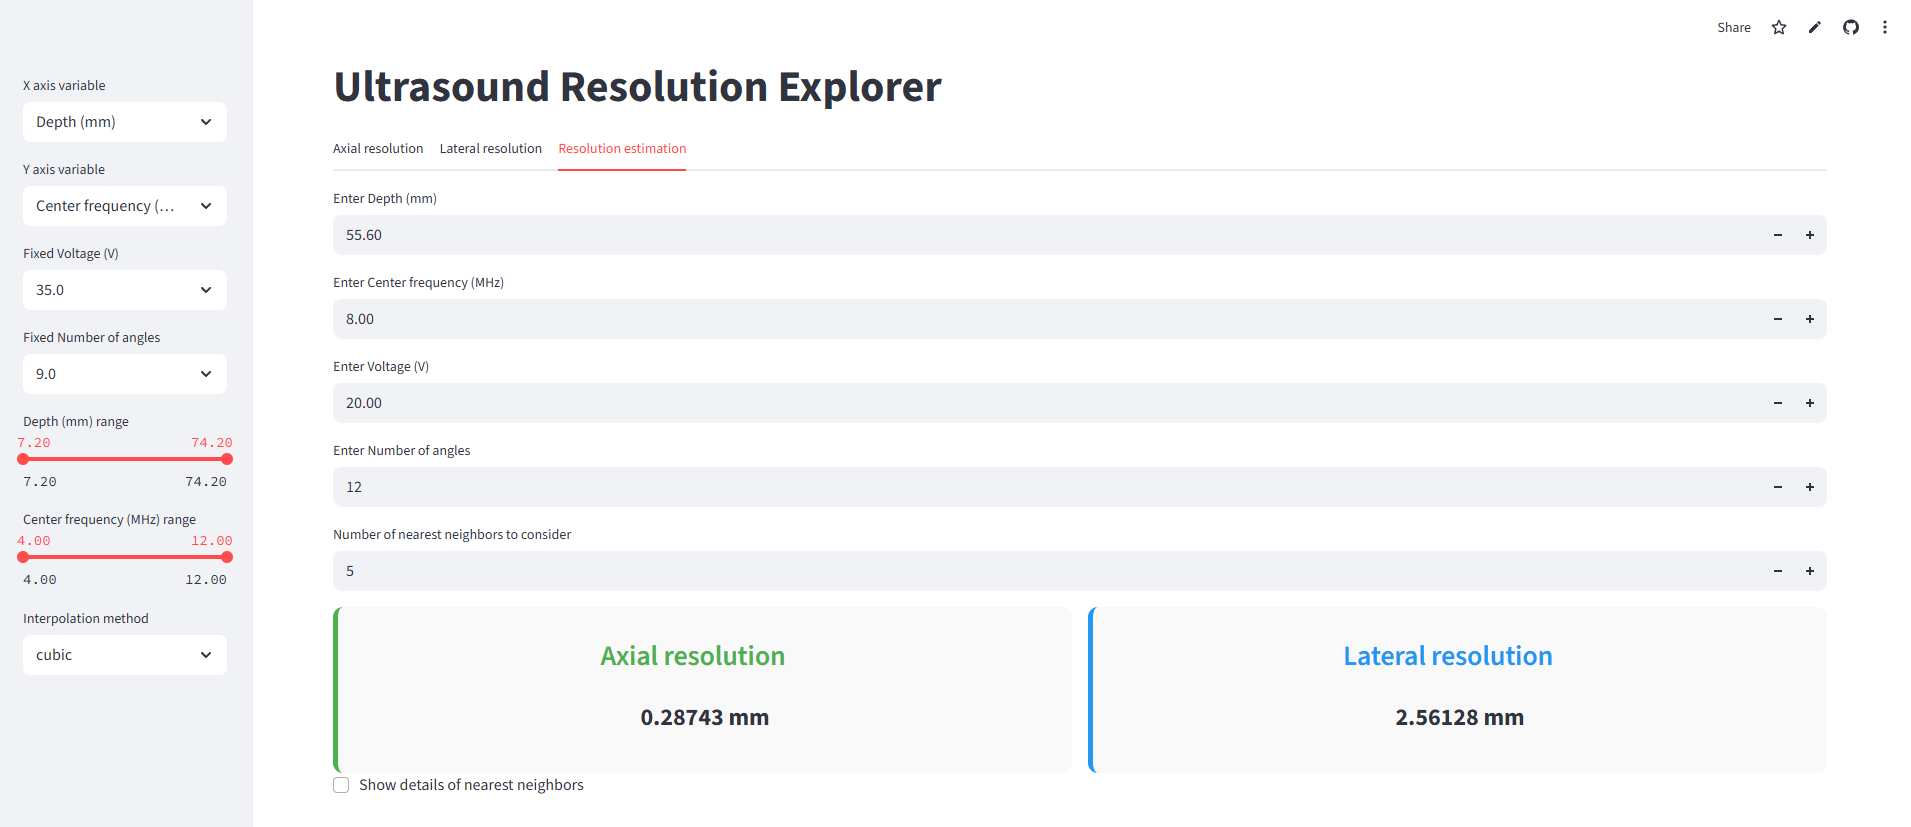 Share
X axis variable
Depth (mm)
Y axis variable
Center frequency (...
Fixed Voltage (V)
35.0
Fixed Number of angles
9.0
Depth (mm) range
7.20 74.20
7.20 74.20
Center frequency (MHz) range
4.00 12.00
4.00 12.00
Interpolation method
cubic
Ultrasound Resolution Explorer
Axial resolution Lateral resolution Resolution estimation
Enter Depth (mm)
55.60
Enter Center frequency (MHz)
8.00
Enter Voltage (V)
20.00
Enter Number of angles
12
Number of nearest neighbors to consider
5
Axial resolution
0.28743 mm
Lateral resolution
2.56128 mm
Show details of nearest neighbors